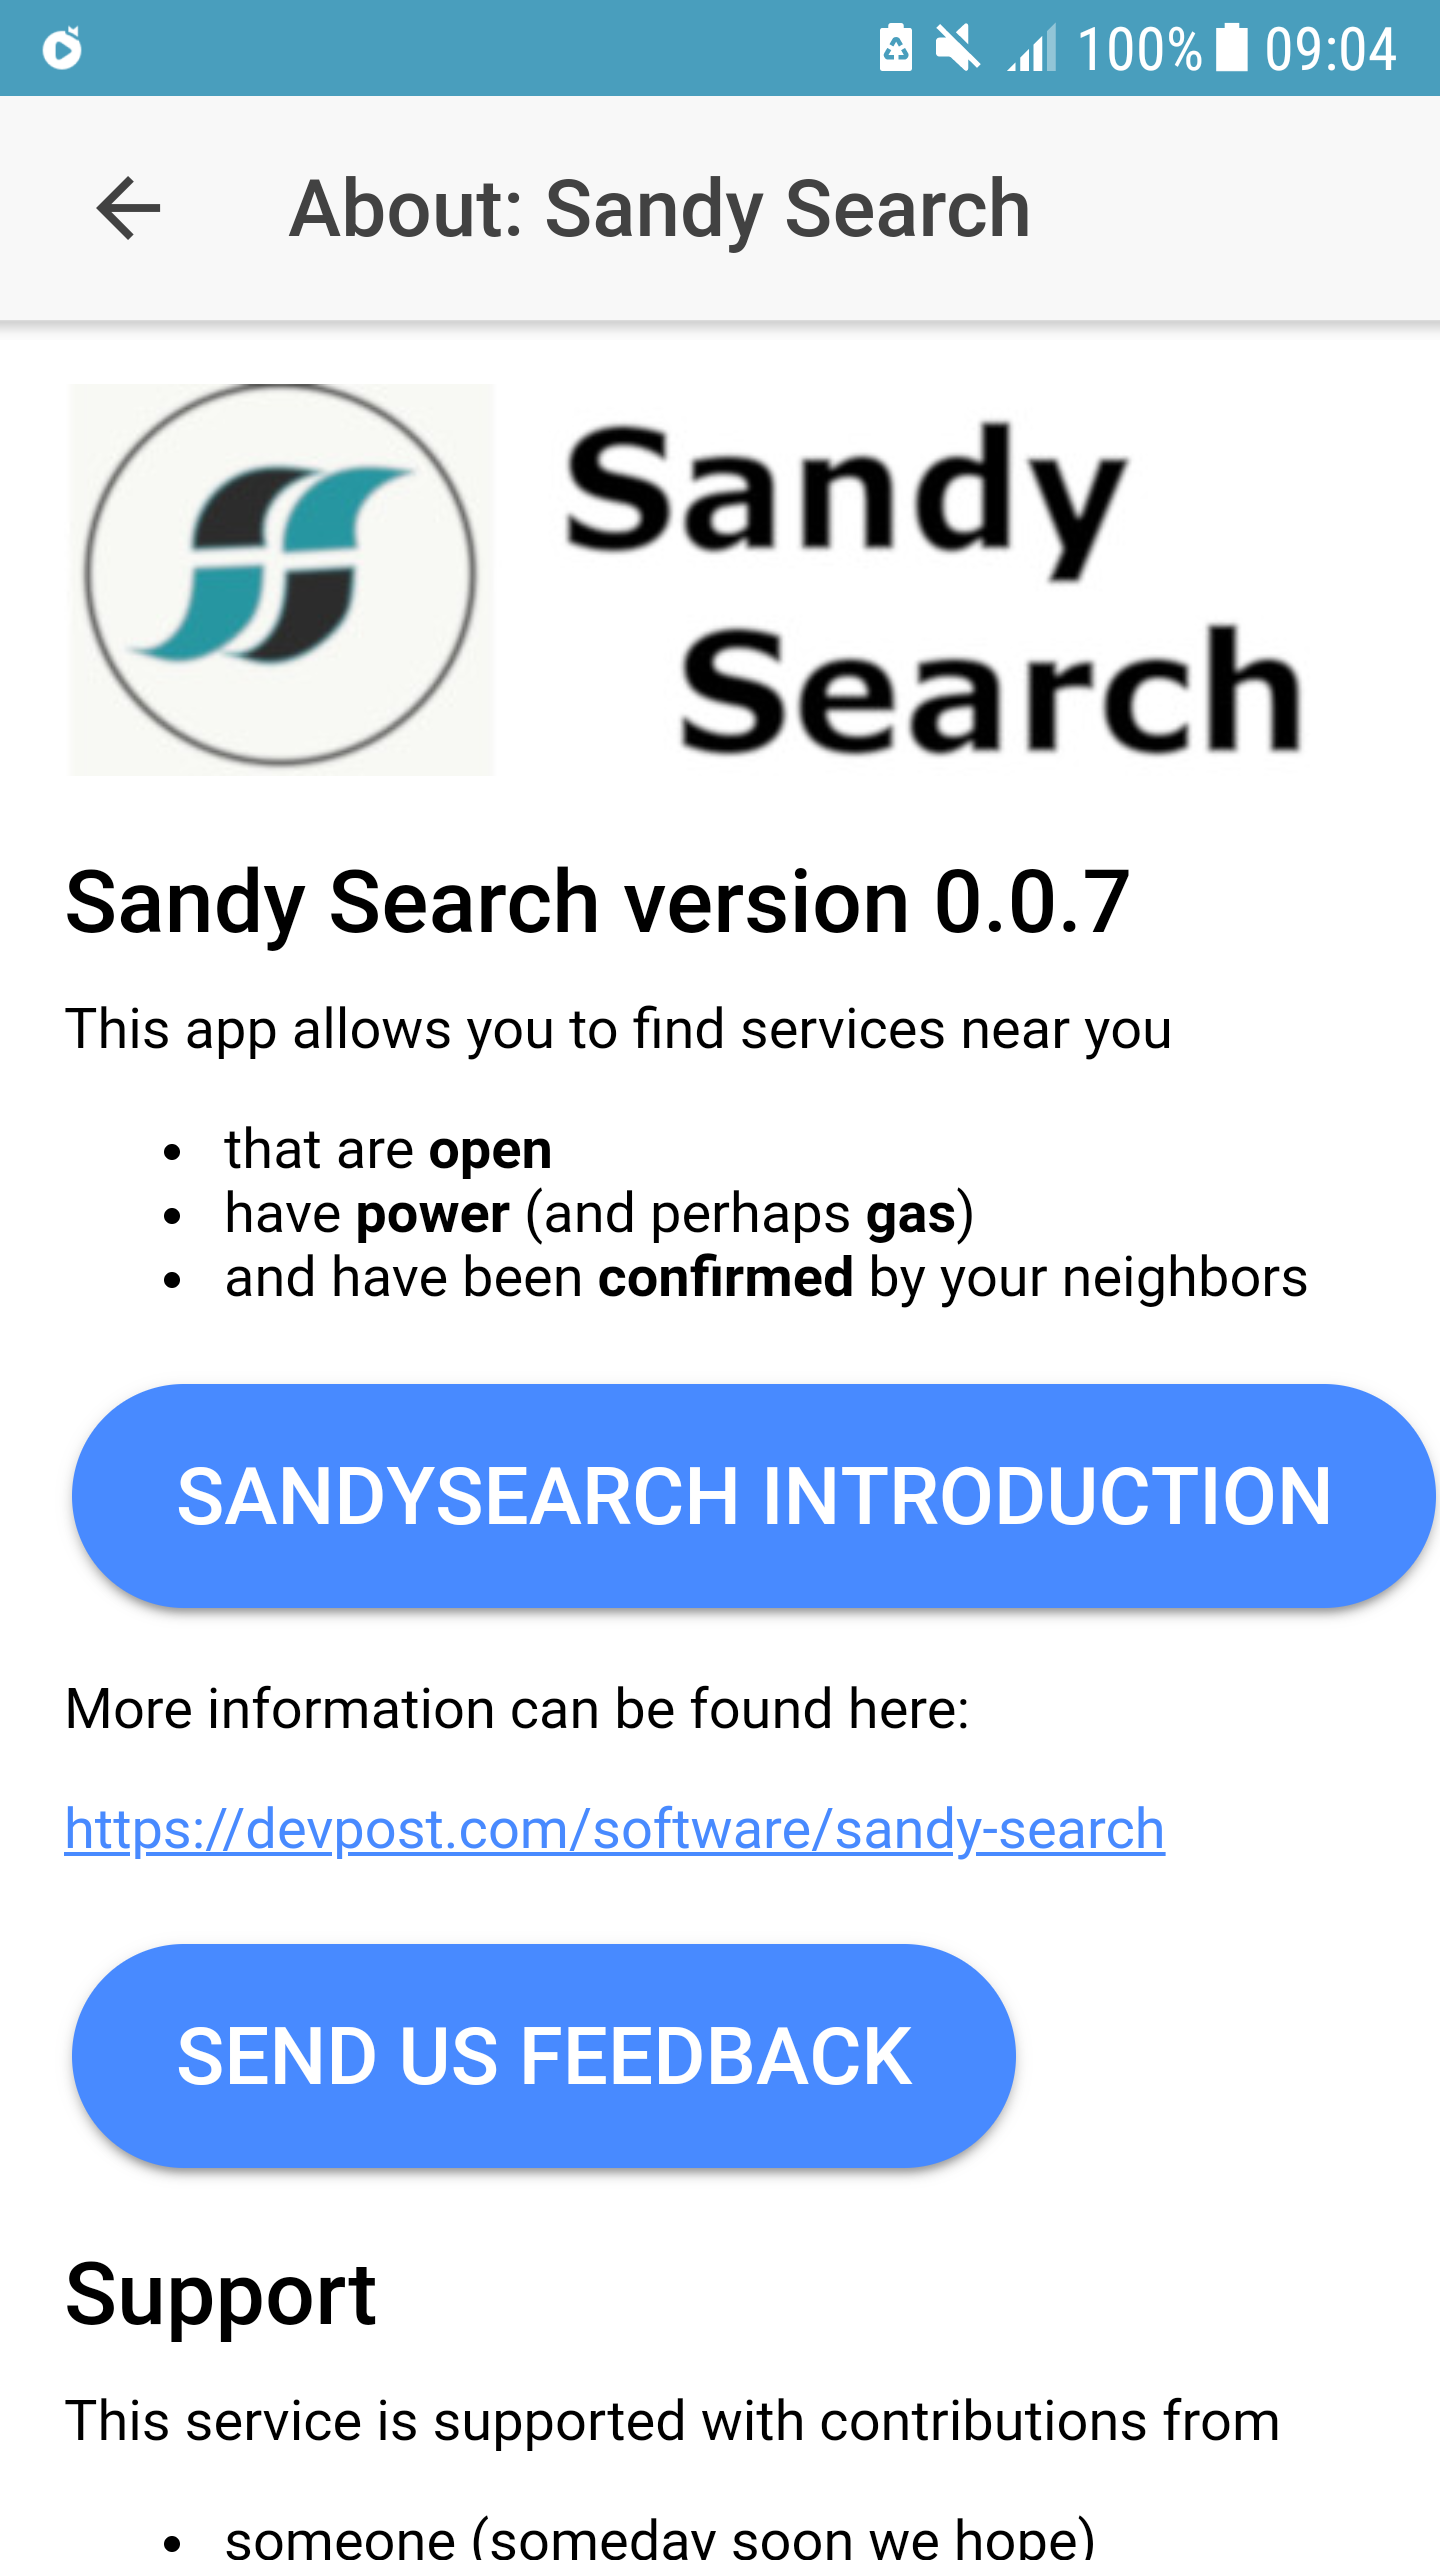 100% 09:04
About: Sandy Search
Sandy
Search
Sandy Search version 0.0.7
This app allows you to find services near you
• that are open
• have power (and perhaps gas)
• and have been confirmed by your neighbors
SANDYSEARCH INTRODUCTION
More information can be found here:
https://devpost.com/software/sandy-search
SEND US FEEDBACK
Support
This service is supported with contributions from
• someone (someday soon we hope)